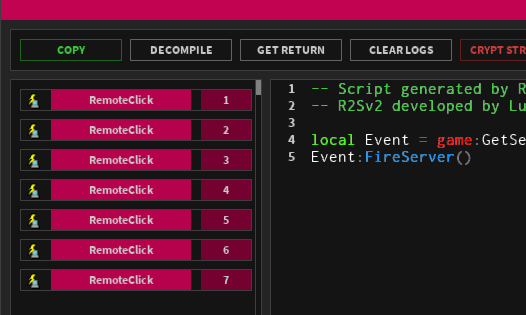 COPY DECOMPILE GET RETURN CLEAR LOGS CRYPT STR
RemoteClick 1
RemoteClick 2
RemoteClick 3
RemoteClick 4
RemoteClick 5
RemoteClick 6
RemoteClick 7
1 -- Script generated by R
2 -- R2Sv2 developed by Lu
3
4 local Event = game:GetSe
5 Event:FireServer()